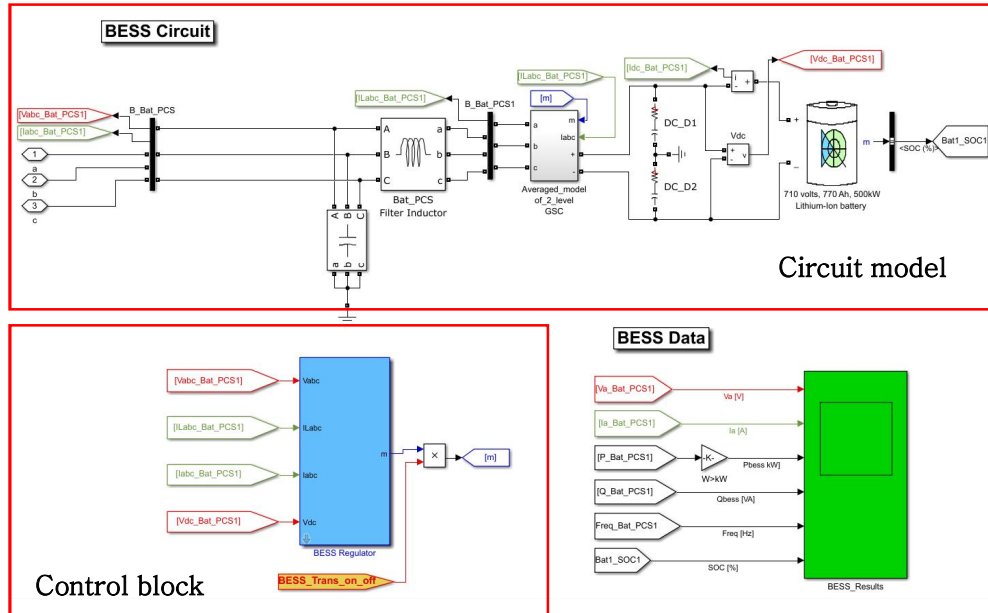 BESS Circuit
[Vabc_Bat_PCS1]
[Iabc_Bat_PCS1]
B_Bat_PCS
1
a
2
b
3
c
A
B
C
a
b
c
Bat_PCS
Filter Inductor
A B C
a b c
[ILabc_Bat_PCS1]
B_Bat_PCS1
[ILabc_Bat_PCS1]
[m]
a
b
c
m
Iabc
+
-
Averaged_model
of_2_level
GSC
DC_D1
DC_D2
[Idc_Bat_PCS1]
i
+
-
Vdc
+
-
v
[Vdc_Bat_PCS1]
+
m
_
<SOC (%)>
Bat1_SOC1
710 volts, 770 Ah, 500kW
Lithium-Ion battery
Circuit model
[Vabc_Bat_PCS1]
[ILabc_Bat_PCS1]
[Iabc_Bat_PCS1]
[Vdc_Bat_PCS1]
Vabc
ILabc
Iabc
Vdc
m
BESS Regulator
×
[m]
BESS_Trans_on_off
Control block
BESS Data
[Va_Bat_PCS1]
Va [V]
[Ia_Bat_PCS1]
Ia [A]
[P_Bat_PCS1]
-K-
W>kW
Pbess kW]
[Q_Bat_PCS1]
Qbess [VA]
Freq_Bat_PCS1
Freq [Hz]
Bat1_SOC1
SOC [%]
BESS_Results